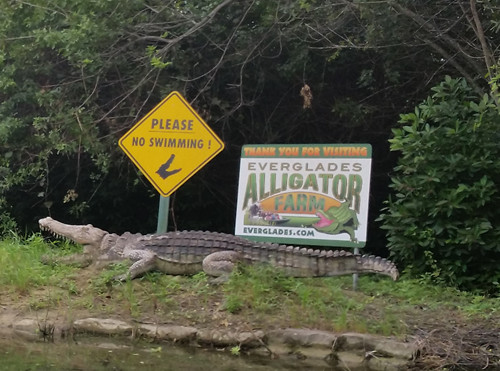 PLEASE
NO SWIMMING !
THANK YOU FOR VISITING
EVERGLADES
ALLIGATOR
FARM
EVERGLADES.COM